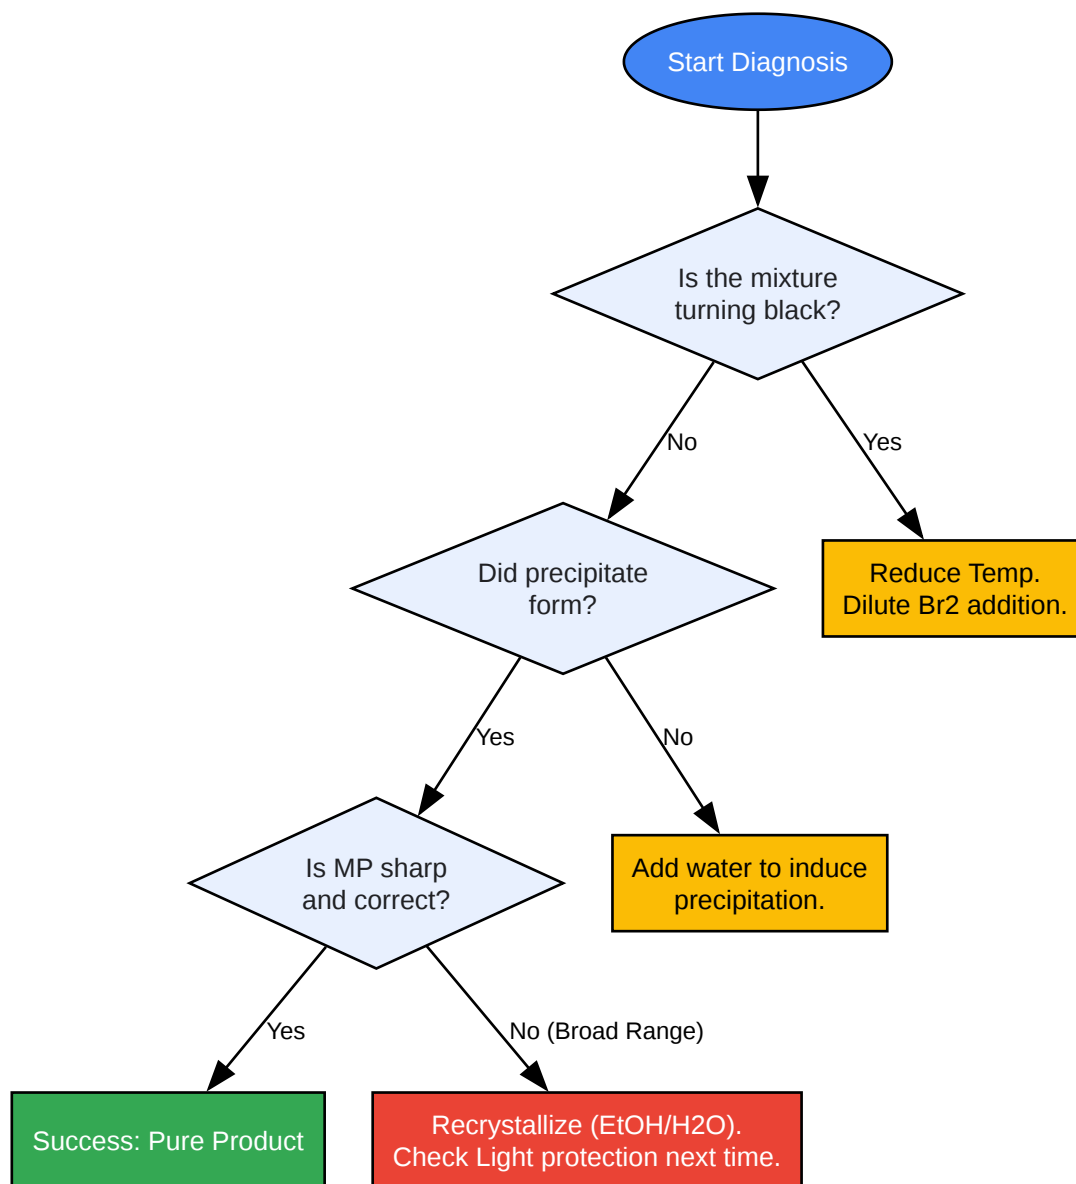 Start Diagnosis
Is the mixture
turning black?
No
Yes
Did precipitate
form?
Reduce Temp.
Dilute Br2 addition.
Yes
No
Is MP sharp
and correct?
Add water to induce
precipitation.
Yes
No (Broad Range)
Success: Pure Product
Recrystallize (EtOH/H2O).
Check Light protection next time.